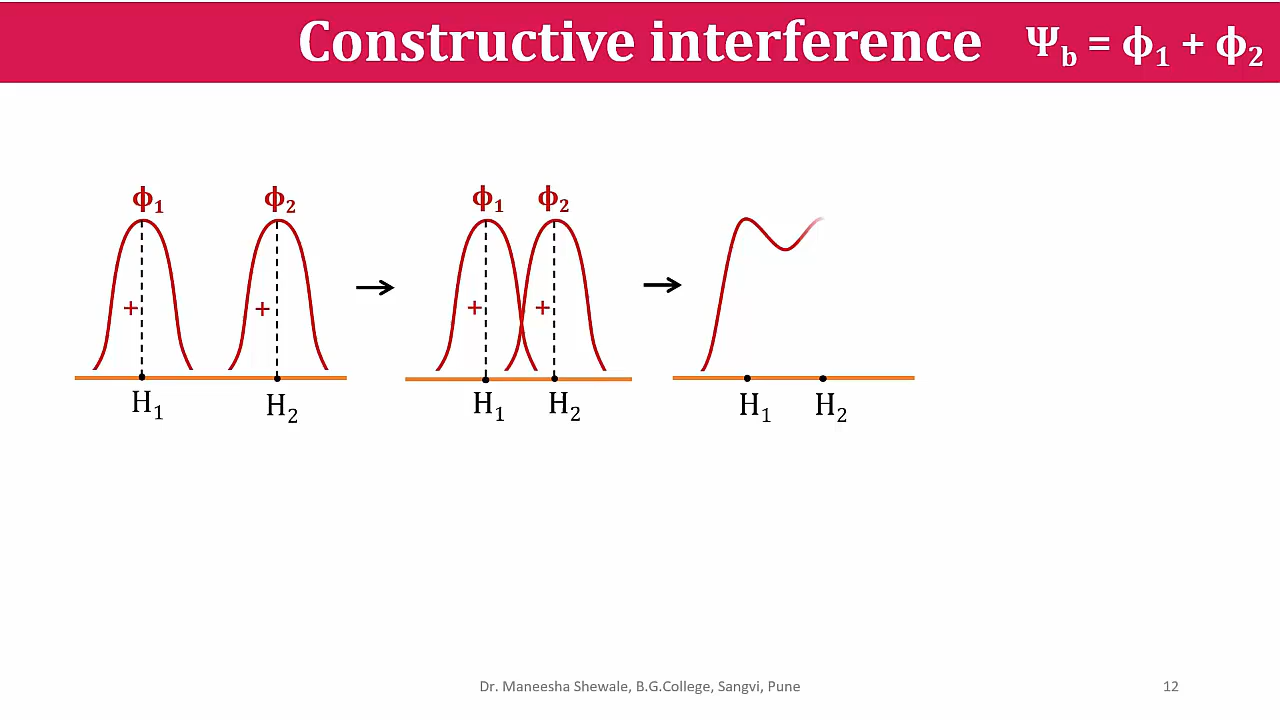 Constructive interference Ψb = ϕ1 + ϕ2
ϕ1 ϕ2 ϕ1 ϕ2
+ + + +
H1 H2 H1 H2 H1 H2
Dr. Maneesha Shewale, B.G.College, Sangvi, Pune 12